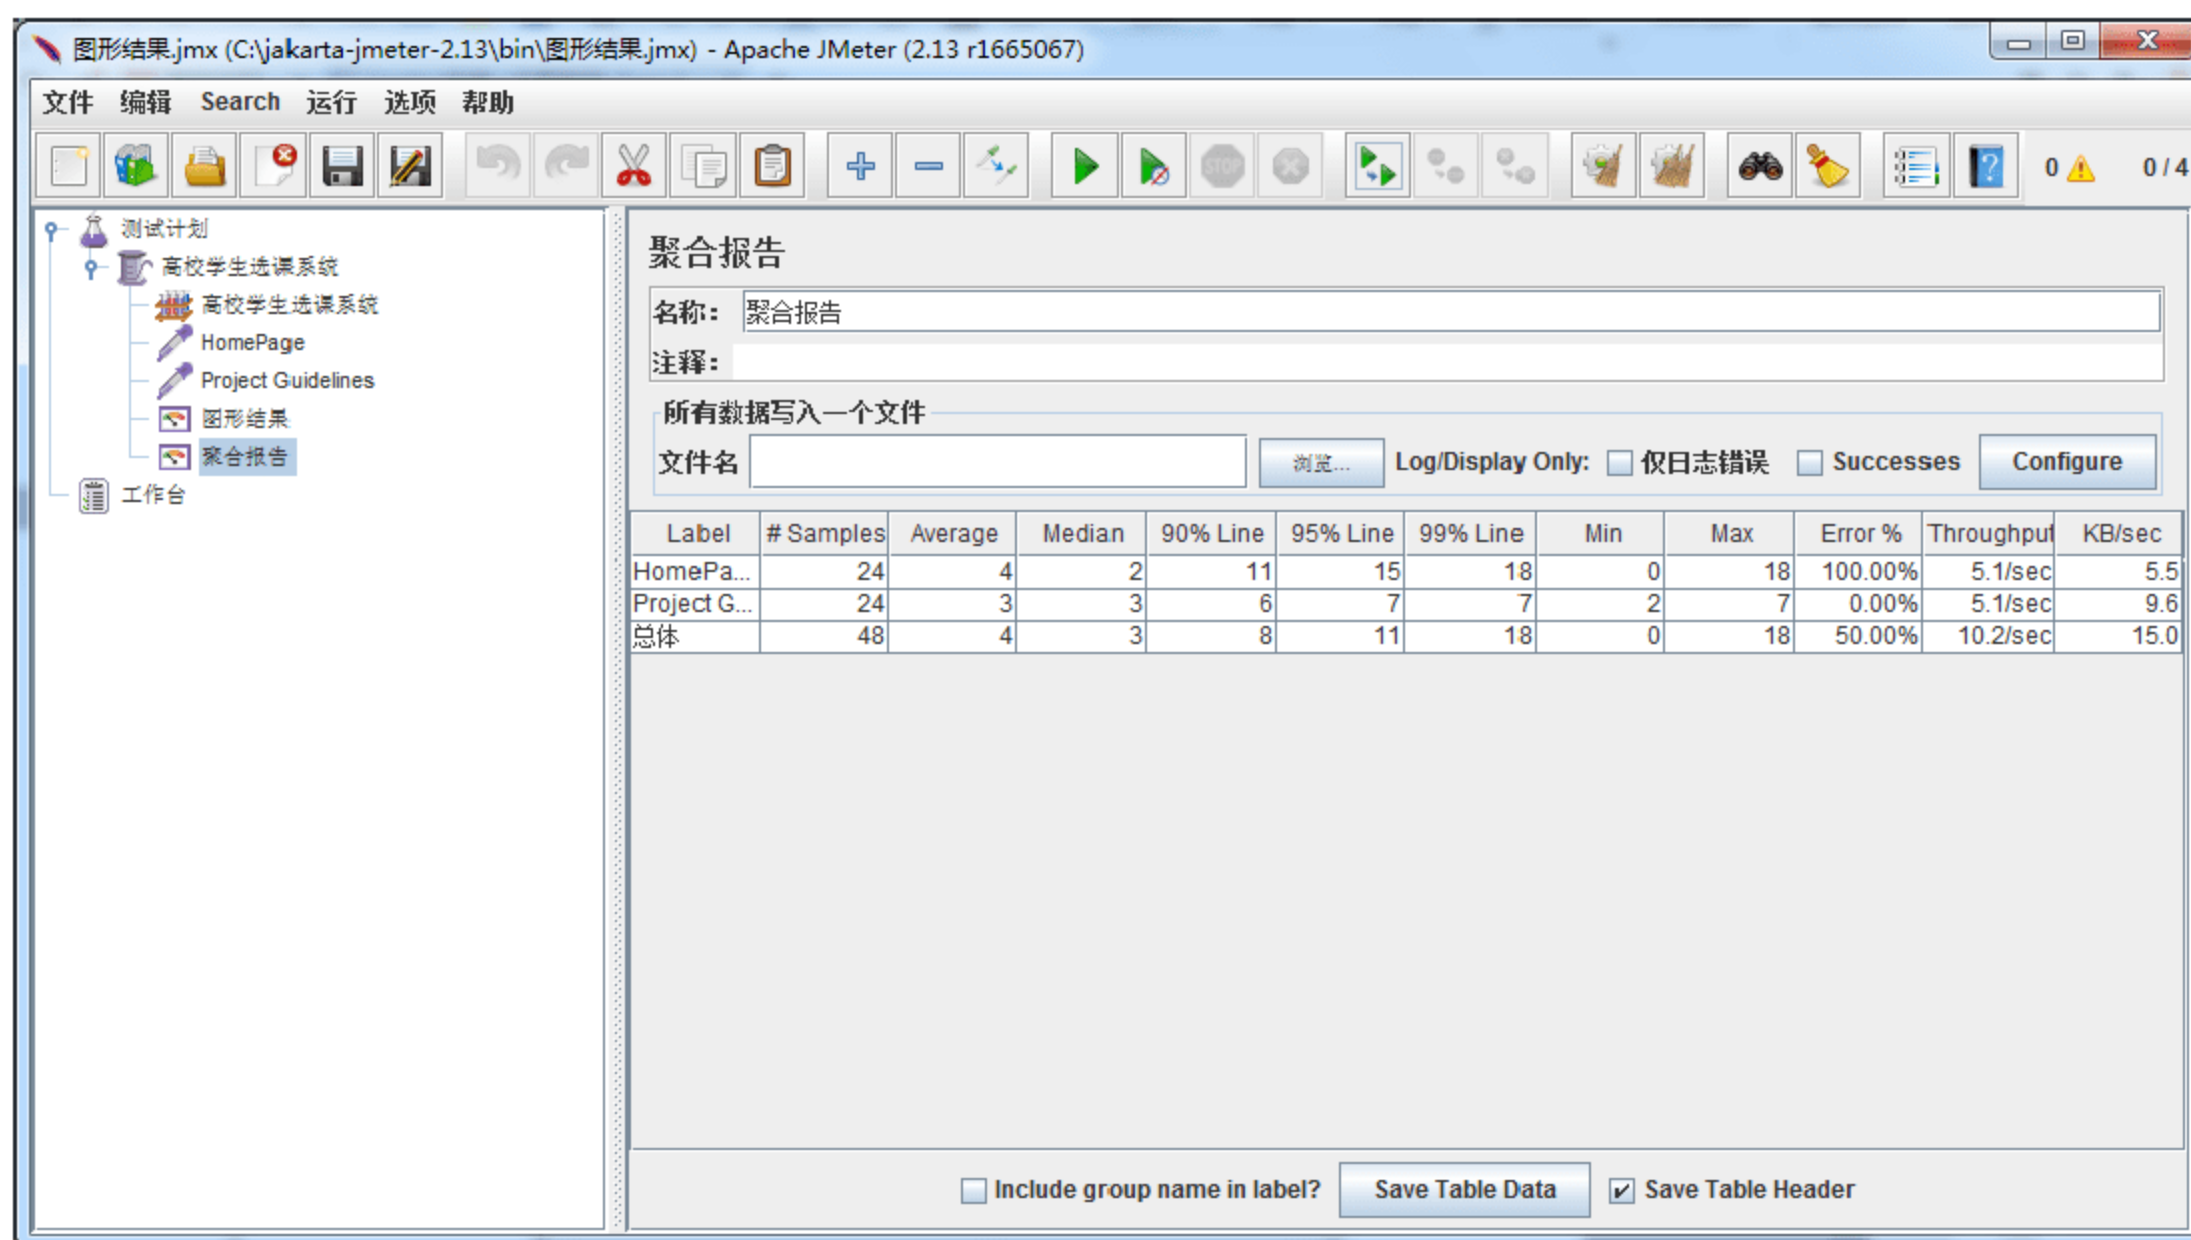 图形结果.jmx (C:\jakarta-jmeter-2.13\bin\图形结果.jmx) - Apache JMeter (2.13 r1665067)
文件 编辑 Search 运行 选项 帮助
STOP 0 0 / 4
测试计划
高校学生选课系统
高校学生选课系统
HomePage
Project Guidelines
图形结果
聚合报告
工作台
聚合报告
名称： 聚合报告
注释：
所有数据写入一个文件
文件名 浏览... Log/Display Only: 仅日志错误 Successes Configure
Label # Samples Average Median 90% Line 95% Line 99% Line Min Max Error % Throughput KB/sec
HomePa... 24 4 2 11 15 18 0 18 100.00% 5.1/sec 5.5
Project G... 24 3 3 6 7 7 2 7 0.00% 5.1/sec 9.6
总体 48 4 3 8 11 18 0 18 50.00% 10.2/sec 15.0
Include group name in label? Save Table Data Save Table Header